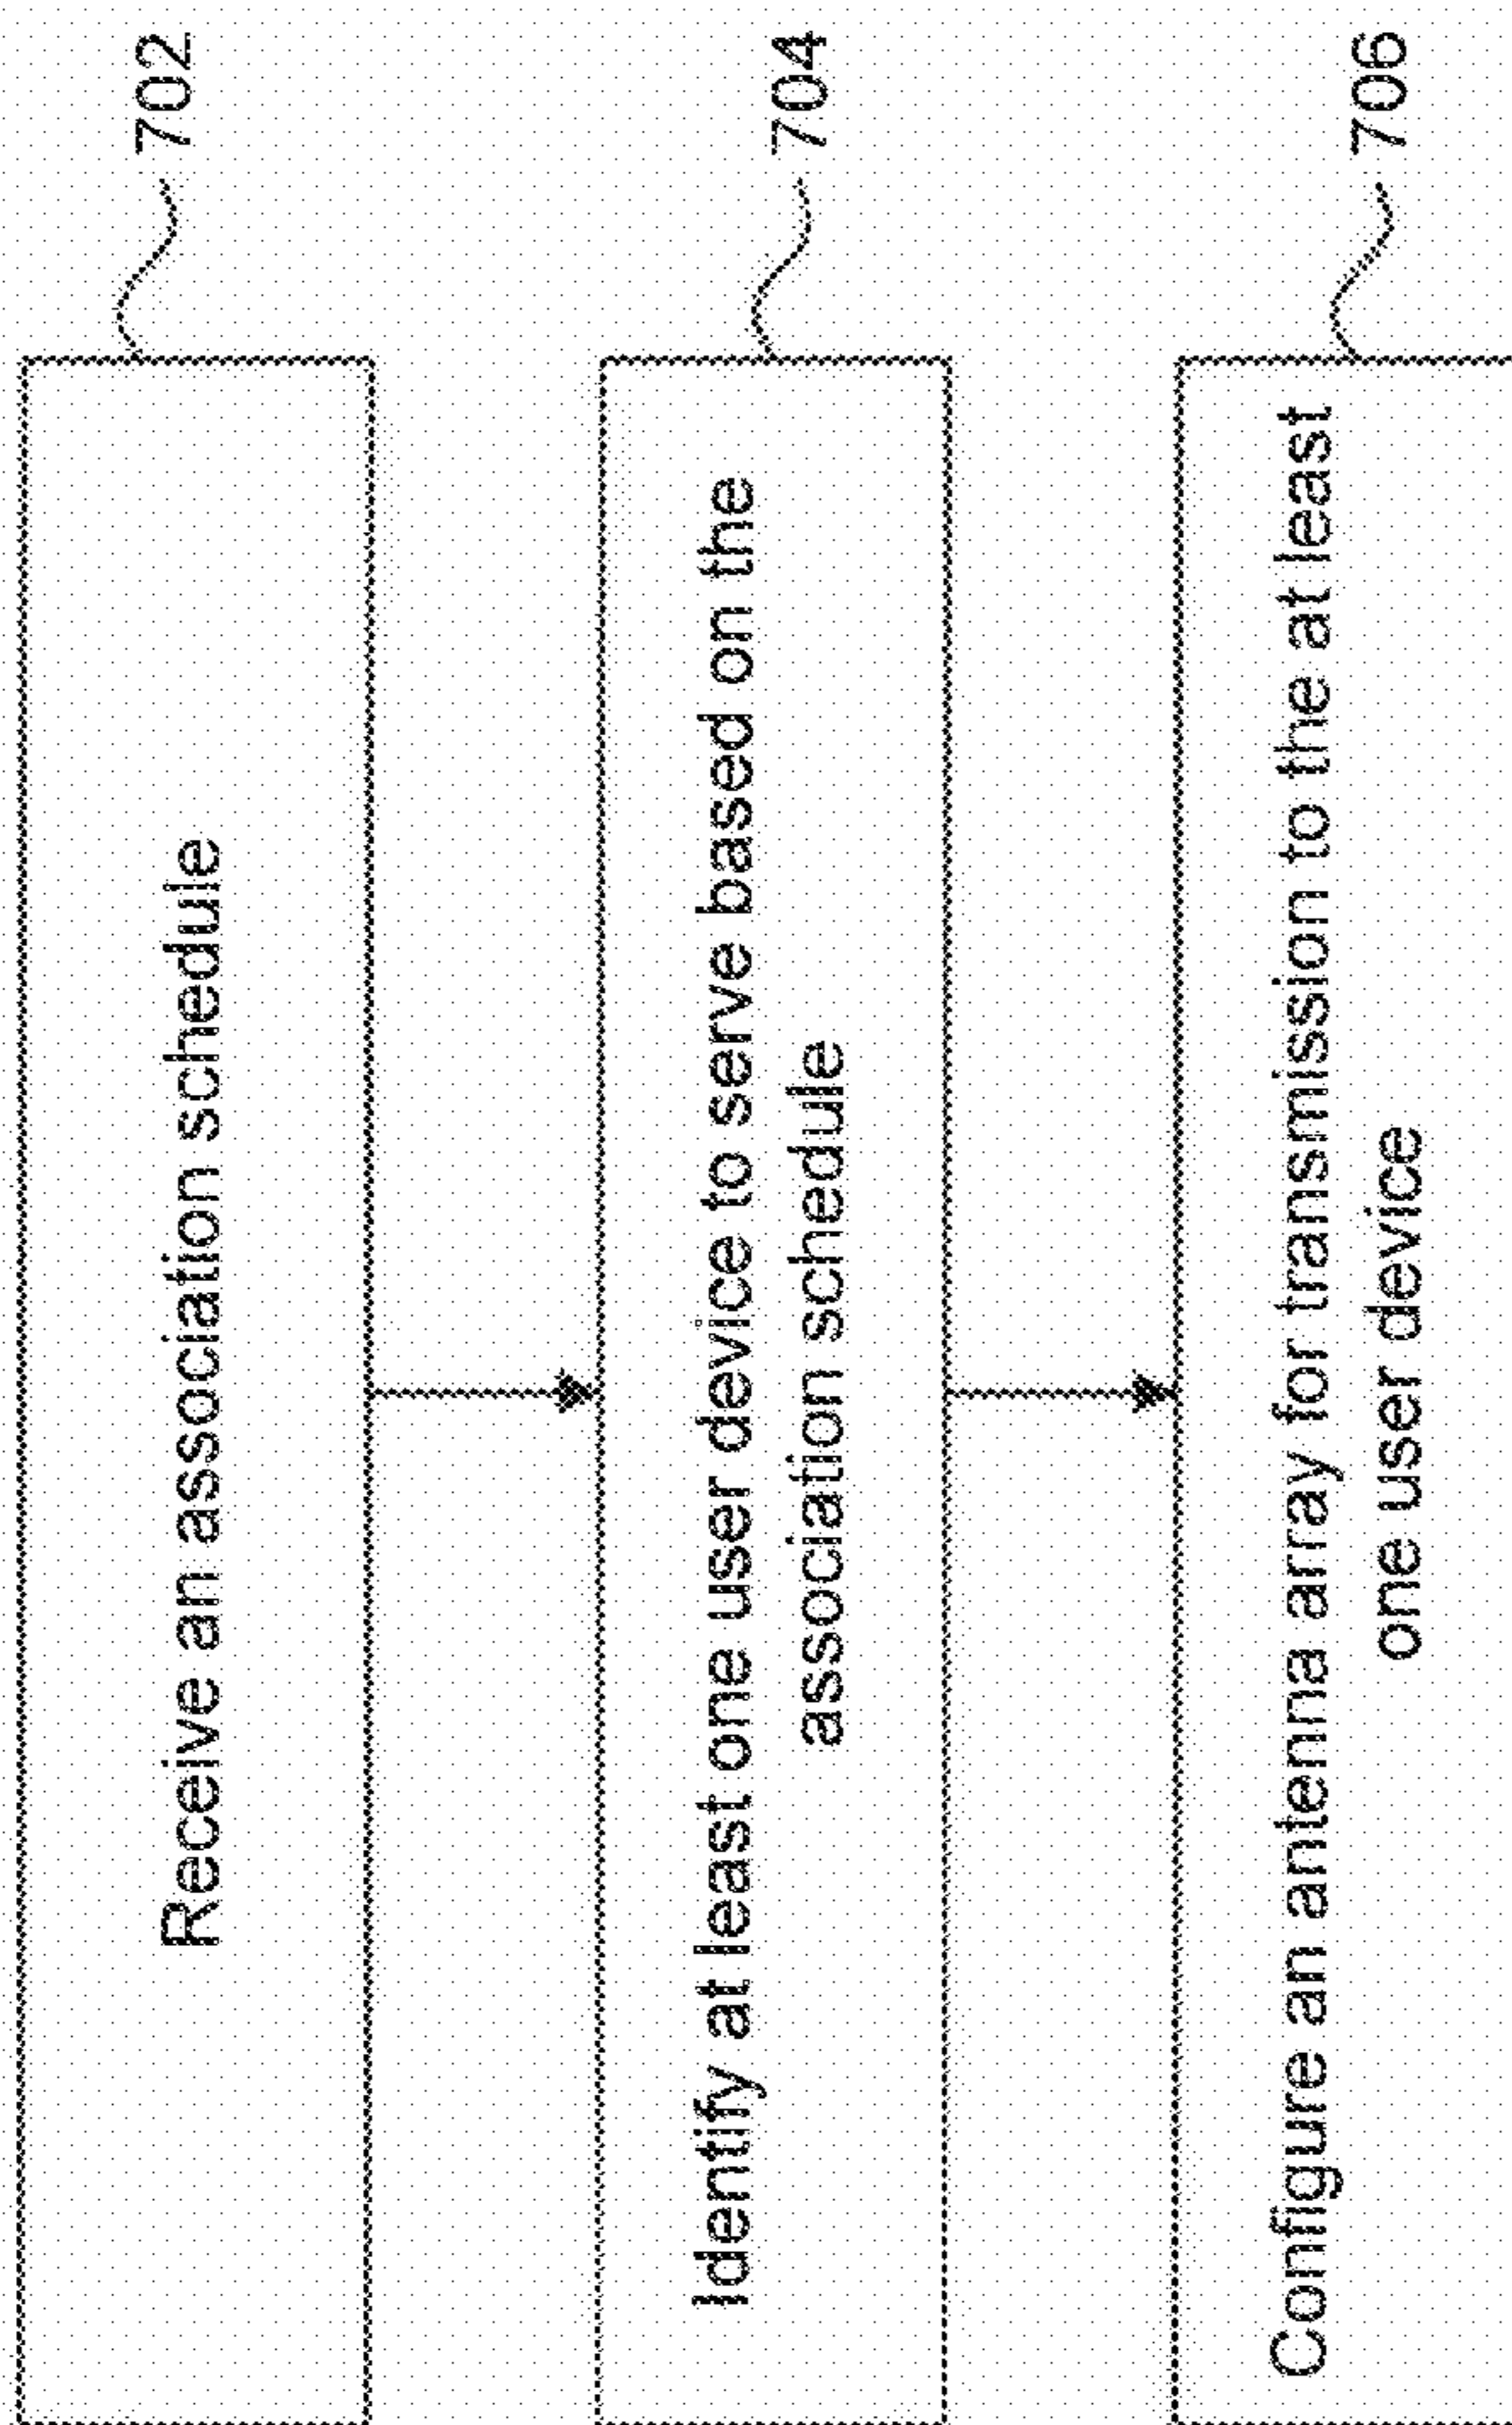 Receive an association schedule
702
Identify at least one user device to serve based on the
association schedule
704
Configure an antenna array for transmission to the at least
one user device
706